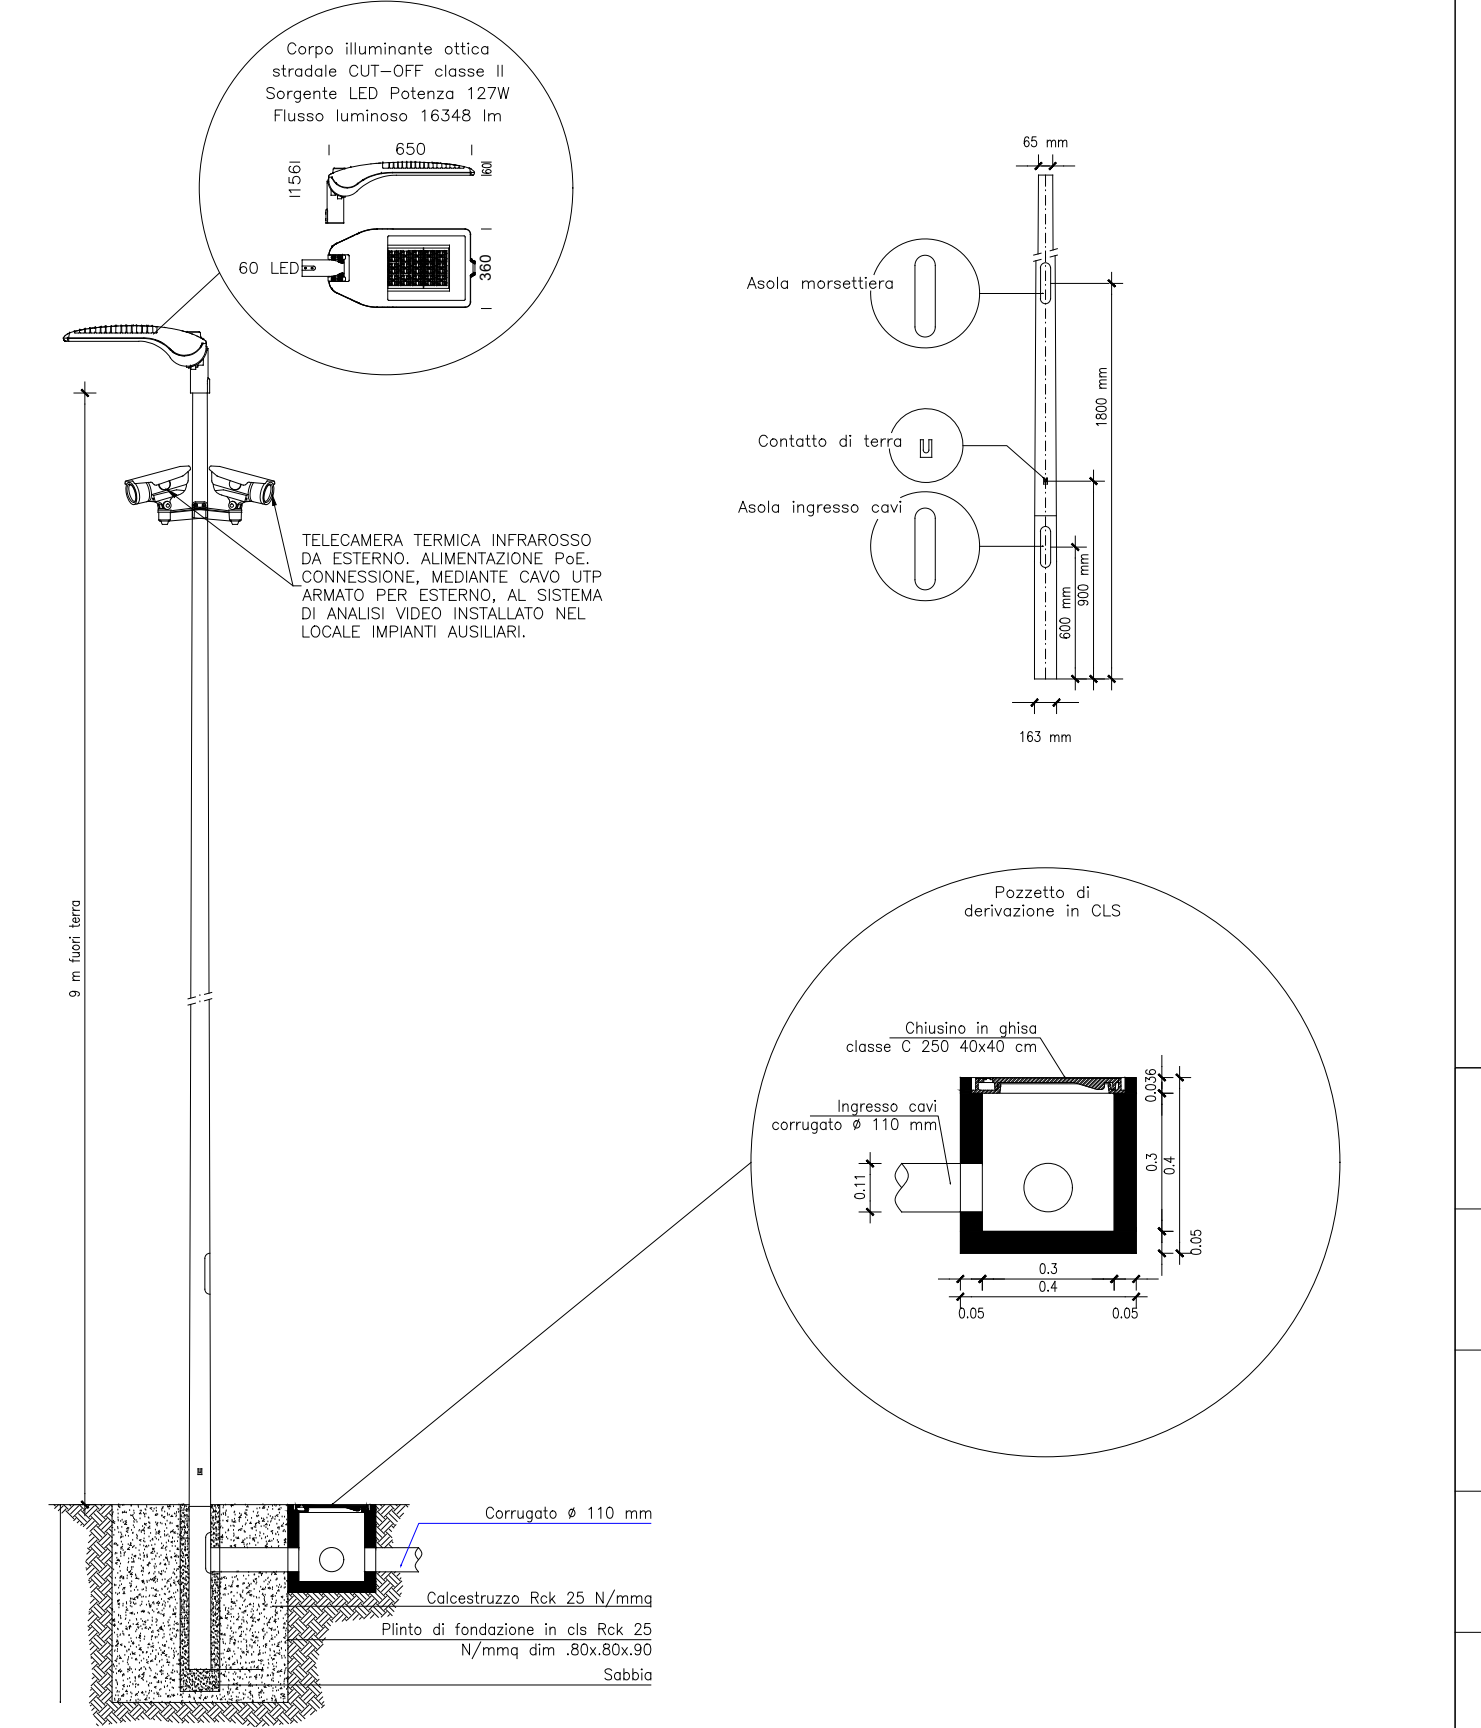 Corpo illuminante ottica
stradale CUT-OFF classe II
Sorgente LED Potenza 127W
Flusso luminoso 16348 lm
650
156
60
60 LED
360
TELECAMERA TERMICA INFRAROSSO
DA ESTERNO. ALIMENTAZIONE PoE.
CONNESSIONE, MEDIANTE CAVO UTP
ARMATO PER ESTERNO, AL SISTEMA
DI ANALISI VIDEO INSTALLATO NEL
LOCALE IMPIANTI AUSILIARI.
9 m fuori terra
65 mm
Asola morsettiera
1800 mm
Contatto di terra
Asola ingresso cavi
900 mm
600 mm
163 mm
Pozzetto di
derivazione in CLS
Chiusino in ghisa
classe C 250 40x40 cm
0.036
Ingresso cavi
corrugato ø 110 mm
0.11
0.3
0.4
0.05
0.3
0.4
0.05
0.05
Corrugato ø 110 mm
Calcestruzzo Rck 25 N/mmq
Plinto di fondazione in cls Rck 25
N/mmq dim .80x.80x.90
Sabbia